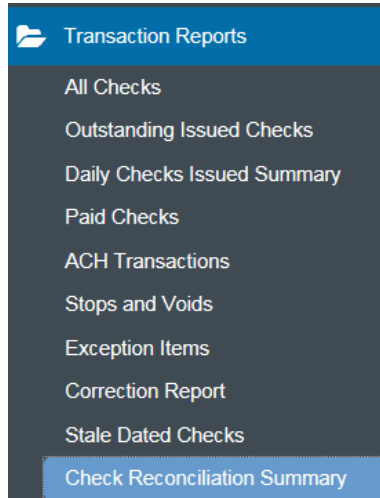 Transaction Reports
All Checks
Outstanding Issued Checks
Daily Checks Issued Summary
Paid Checks
ACH Transactions
Stops and Voids
Exception Items
Correction Report
Stale Dated Checks
Check Reconciliation Summary